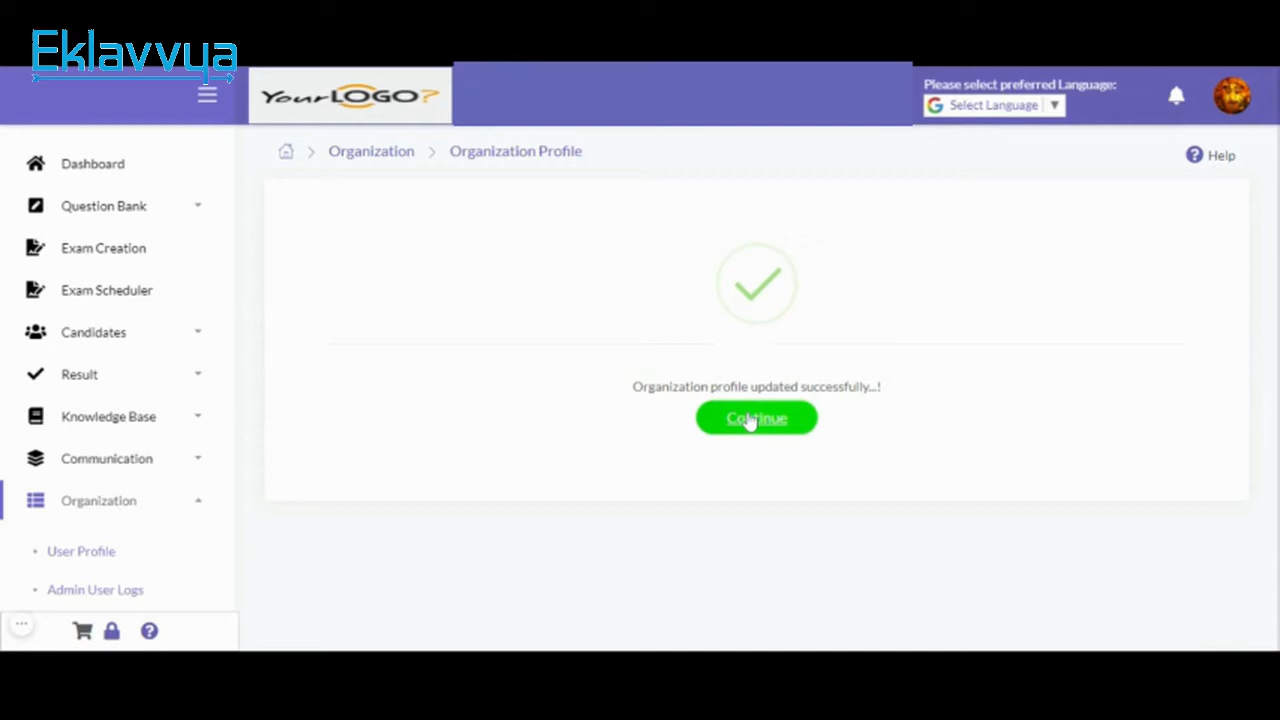 Eklavvya
YourLOGO?
Please select preferred Language:
Select Language ▼
Organization > Organization Profile
Help
Dashboard
Question Bank
Exam Creation
Exam Scheduler
Candidates
Result
Knowledge Base
Communication
Organization
• User Profile
• Admin User Logs
Organization profile updated successfully...!
Continue